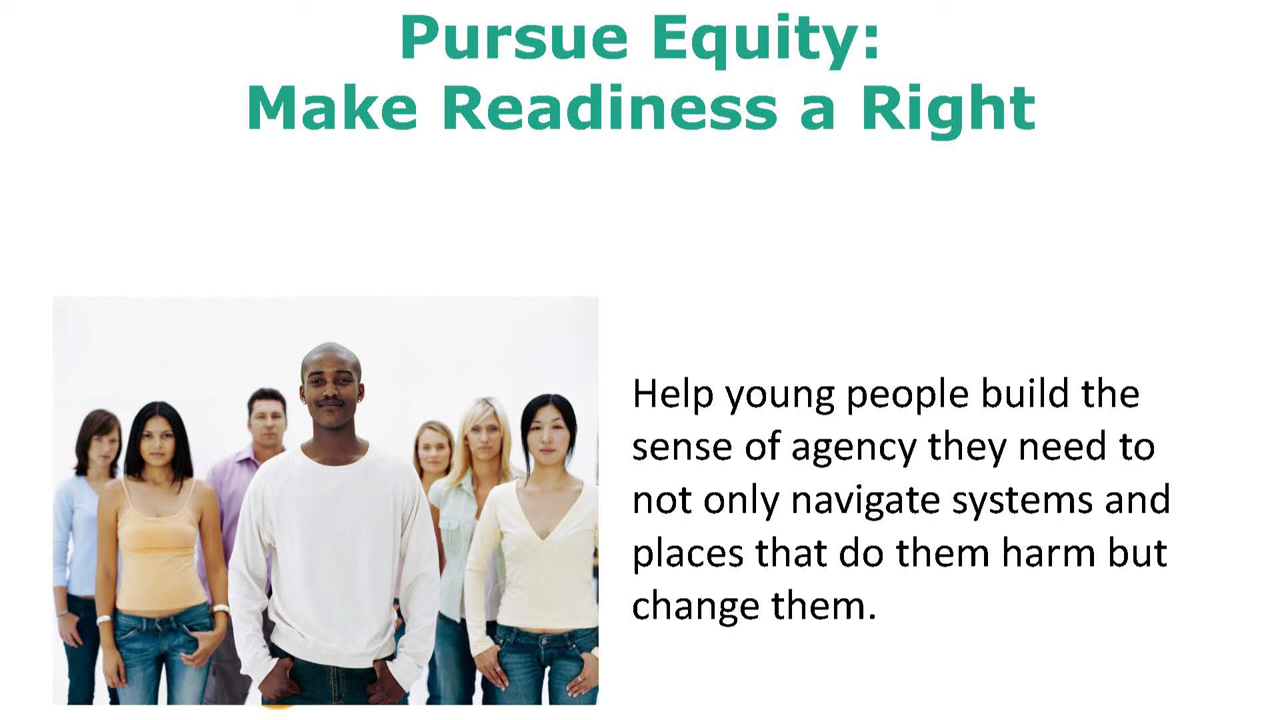 Pursue Equity:
Make Readiness a Right
Help young people build the
sense of agency they need to
not only navigate systems and
places that do them harm but
change them.